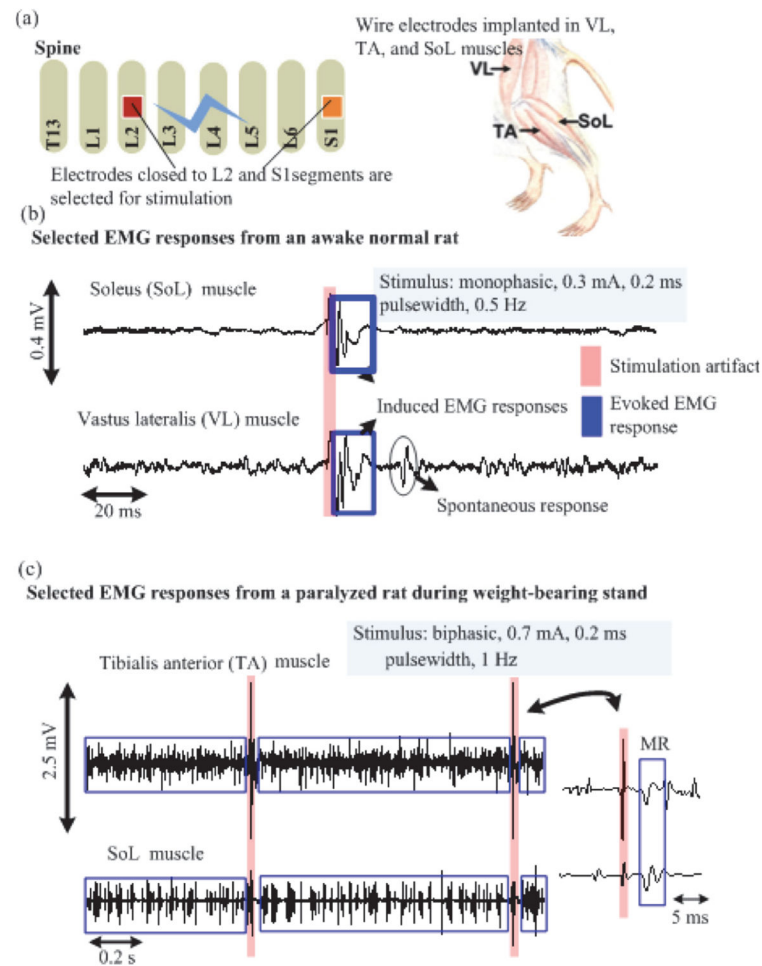 (a)
Spine
T13
L1
L2
L3
L4
L5
L6
S1
Electrodes closed to L2 and S1segments are
selected for stimulation
Wire electrodes implanted in VL,
TA, and SoL muscles
VL
TA
SoL
(b)
Selected EMG responses from an awake normal rat
Soleus (SoL) muscle
Stimulus: monophasic, 0.3 mA, 0.2 ms
pulsewidth, 0.5 Hz
0.4 mV
Stimulation artifact
Evoked EMG
response
Induced EMG responses
Vastus lateralis (VL) muscle
20 ms
Spontaneous response
(c)
Selected EMG responses from a paralyzed rat during weight-bearing stand
Stimulus: biphasic, 0.7 mA, 0.2 ms
pulsewidth, 1 Hz
Tibialis anterior (TA) muscle
2.5 mV
MR
SoL muscle
0.2 s
5 ms